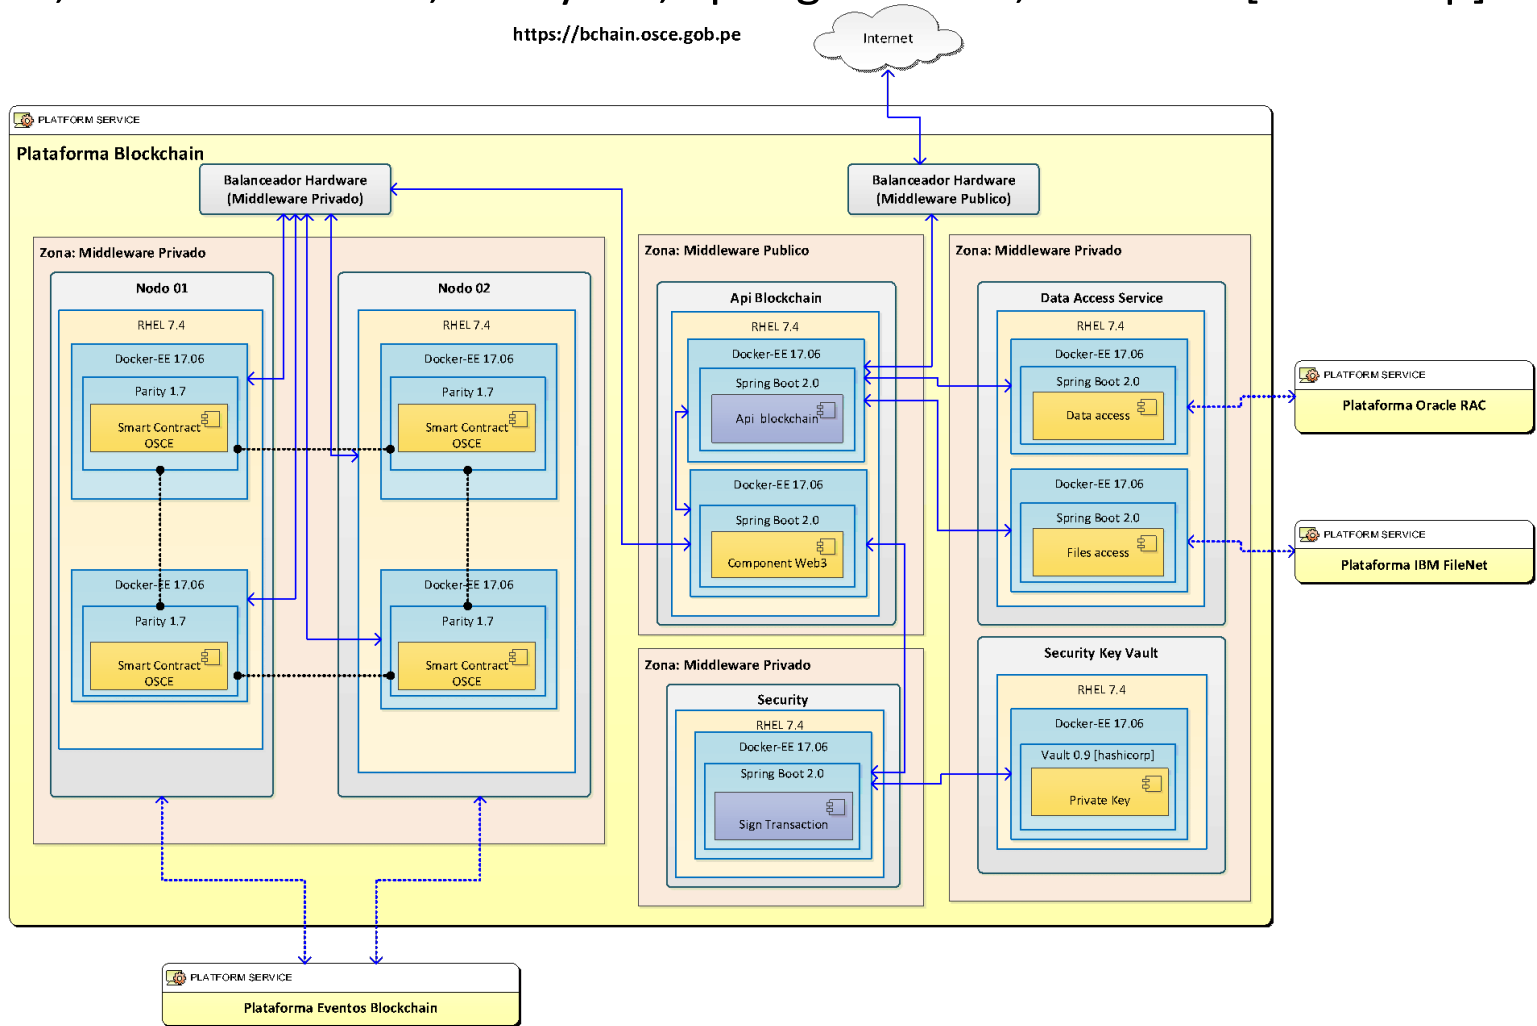 https://bchain.osce.gob.pe
Internet
PLATFORM SERVICE
Plataforma Blockchain
Balanceador Hardware
(Middleware Privado)
Balanceador Hardware
(Middleware Publico)
Zona: Middleware Privado
Nodo 01
RHEL 7.4
Docker-EE 17.06
Parity 1.7
Smart Contract
OSCE
Docker-EE 17.06
Parity 1.7
Smart Contract
OSCE
Nodo 02
RHEL 7.4
Docker-EE 17.06
Parity 1.7
Smart Contract
OSCE
Docker-EE 17.06
Parity 1.7
Smart Contract
OSCE
Zona: Middleware Publico
Api Blockchain
RHEL 7.4
Docker-EE 17.06
Spring Boot 2.0
Api blockchain
Docker-EE 17.06
Spring Boot 2.0
Component Web3
Zona: Middleware Privado
Security
RHEL 7.4
Docker-EE 17.06
Spring Boot 2.0
Sign Transaction
Zona: Middleware Privado
Data Access Service
RHEL 7.4
Docker-EE 17.06
Spring Boot 2.0
Data access
Docker-EE 17.06
Spring Boot 2.0
Files access
Security Key Vault
RHEL 7.4
Docker-EE 17.06
Vault 0.9 [hashicorp]
Private Key
PLATFORM SERVICE
Plataforma Oracle RAC
PLATFORM SERVICE
Plataforma IBM FileNet
PLATFORM SERVICE
Plataforma Eventos Blockchain